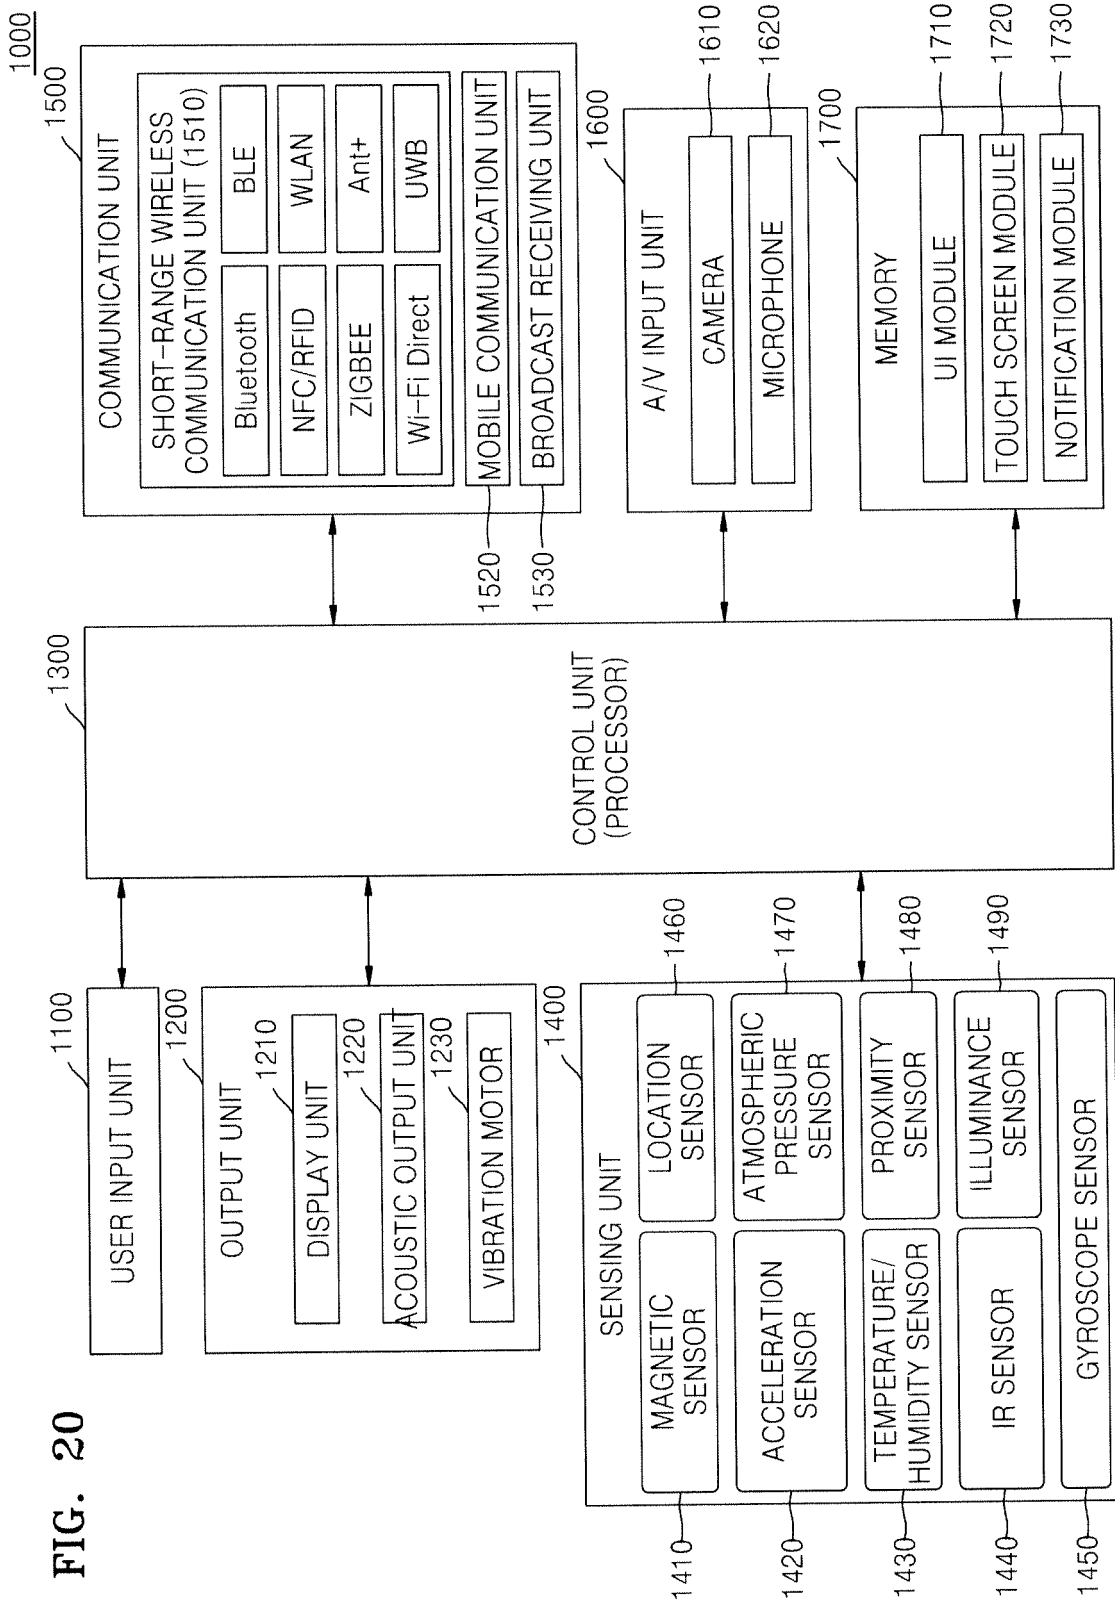 FIG. 20
1000
1100
USER INPUT UNIT
1200
OUTPUT UNIT
1210
DISPLAY UNIT
1220
ACOUSTIC OUTPUT UNIT
1230
VIBRATION MOTOR
1400
SENSING UNIT
1410
MAGNETIC
SENSOR
LOCATION
SENSOR
1460
1420
ACCELERATION
SENSOR
ATMOSPHERIC
PRESSURE
SENSOR
1470
1430
TEMPERATURE/
HUMIDITY SENSOR
PROXIMITY
SENSOR
1480
1440
IR SENSOR
ILLUMINANCE
SENSOR
1490
1450
GYROSCOPE SENSOR
1300
CONTROL UNIT
(PROCESSOR)
1500
COMMUNICATION UNIT
SHORT-RANGE WIRELESS
COMMUNICATION UNIT (1510)
Bluetooth
BLE
NFC/RFID
WLAN
ZIGBEE
Ant+
Wi-Fi Direct
UWB
1520
MOBILE COMMUNICATION UNIT
1530
BROADCAST RECEIVING UNIT
1600
A/V INPUT UNIT
CAMERA
1610
MICROPHONE
1620
1700
MEMORY
UI MODULE
1710
TOUCH SCREEN MODULE
1720
NOTIFICATION MODULE
1730